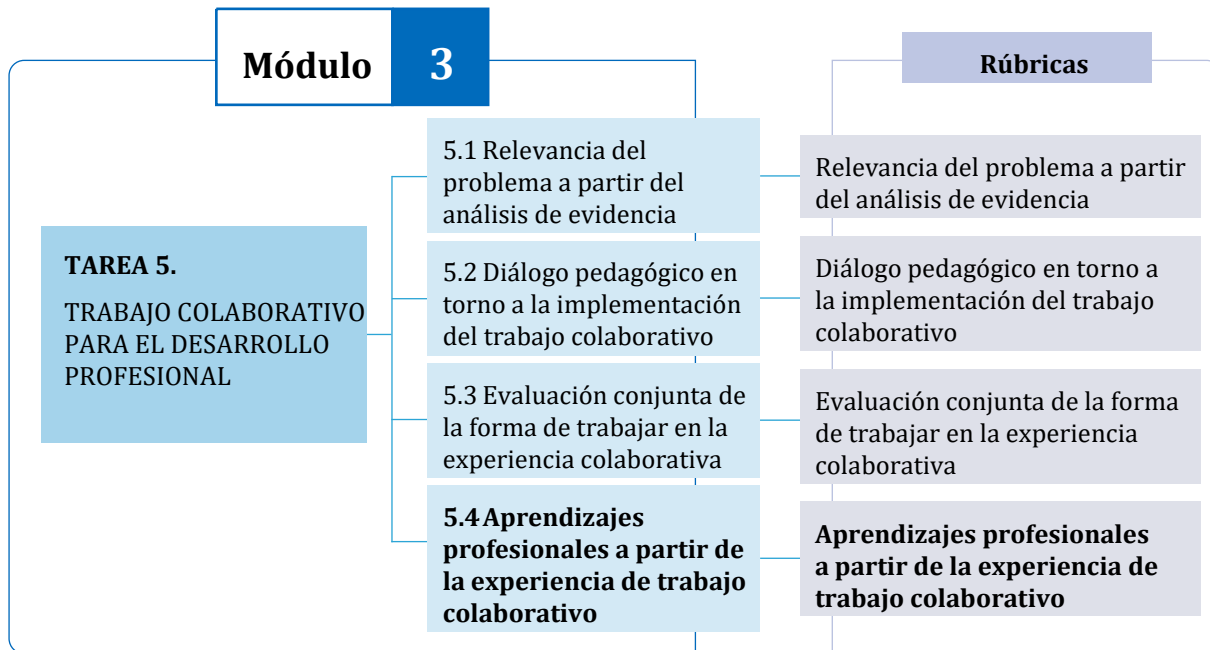 Módulo 3
Rúbricas
TAREA 5.
TRABAJO COLABORATIVO
PARA EL DESARROLLO
PROFESIONAL
5.1 Relevancia del
problema a partir del
análisis de evidencia
Relevancia del problema a partir
del análisis de evidencia
5.2 Diálogo pedagógico en
torno a la implementación
del trabajo colaborativo
Diálogo pedagógico en torno a
la implementación del trabajo
colaborativo
5.3 Evaluación conjunta de
la forma de trabajar en la
experiencia colaborativa
Evaluación conjunta de la forma
de trabajar en la experiencia
colaborativa
5.4 Aprendizajes
profesionales a partir de
la experiencia de trabajo
colaborativo
Aprendizajes profesionales
a partir de la experiencia de
trabajo colaborativo